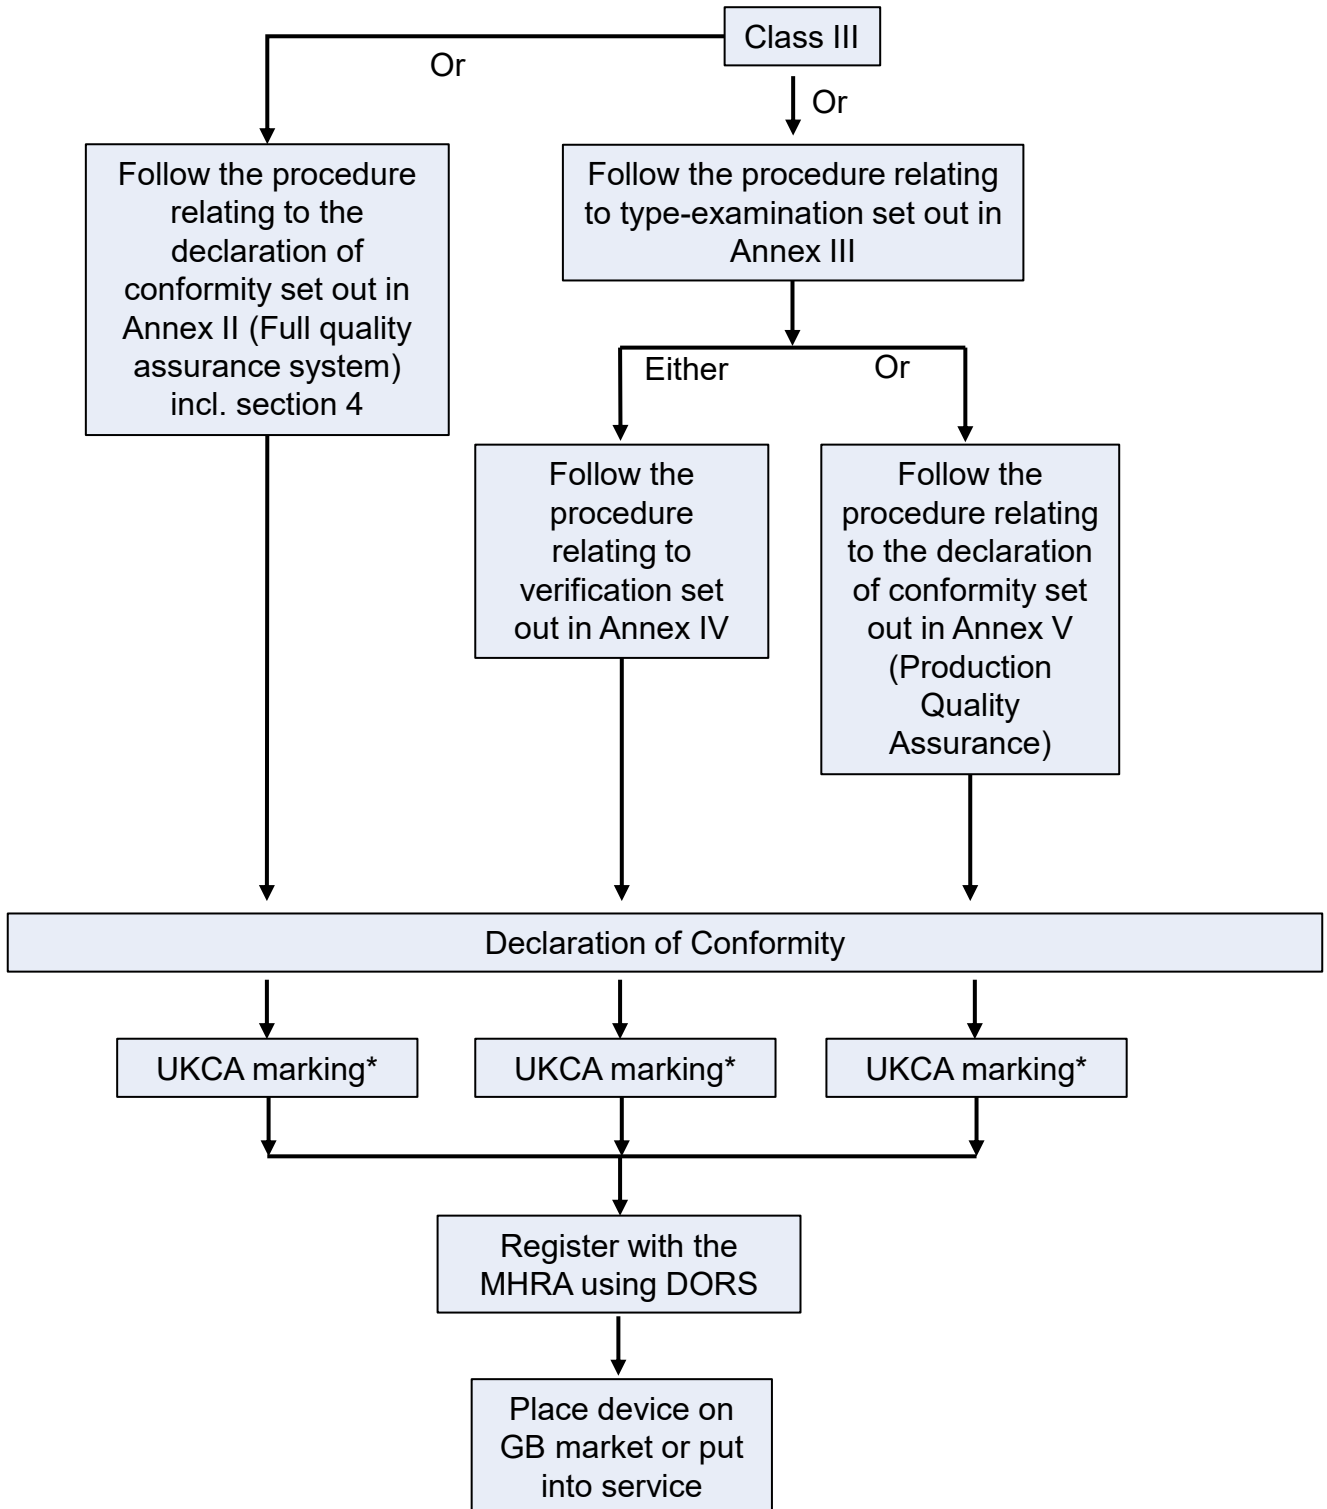 Class III
Or
Or
Follow the procedure
relating to the
declaration of
conformity set out in
Annex II (Full quality
assurance system)
incl. section 4
Follow the procedure relating
to type-examination set out in
Annex III
Either
Or
Follow the
procedure
relating to
verification set
out in Annex IV
Follow the
procedure relating
to the declaration
of conformity set
out in Annex V
(Production
Quality
Assurance)
Declaration of Conformity
UKCA marking*
UKCA marking*
UKCA marking*
Register with the
MHRA using DORS
Place device on
GB market or put
into service